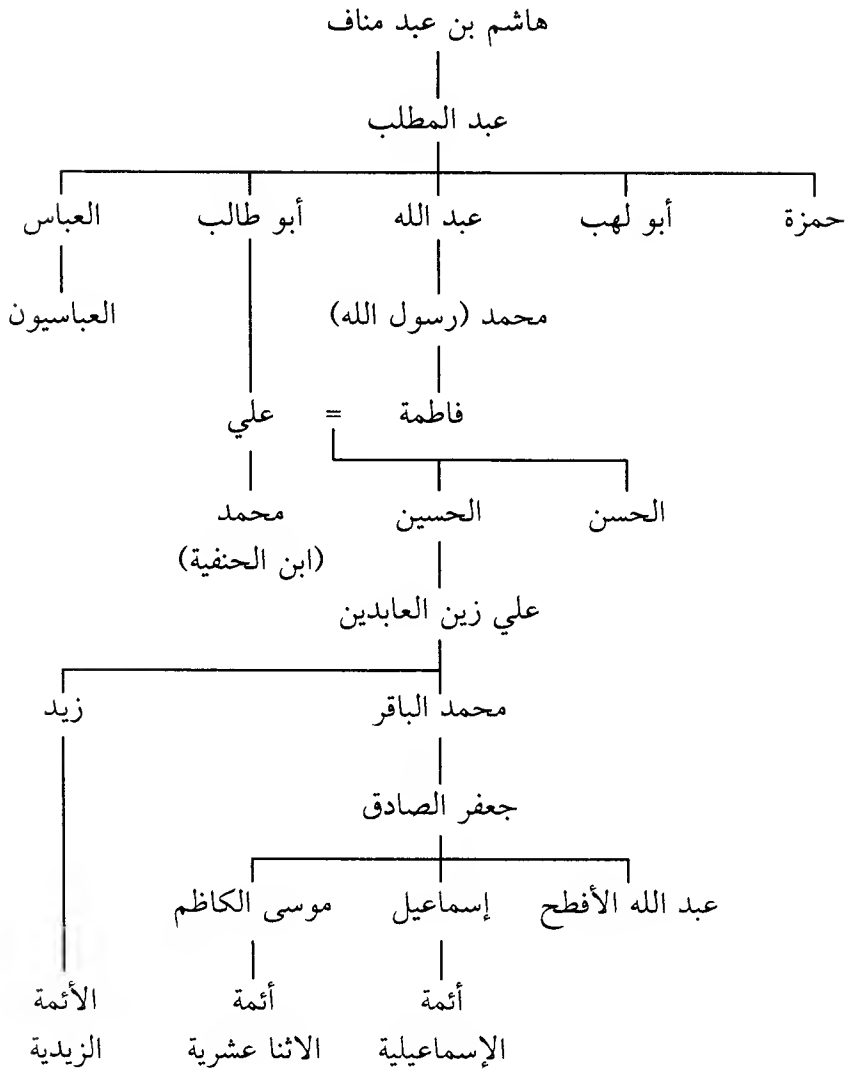 هاشم بن عبد مناف
عبد المطلب
حمزة
أبو لهب
عبد الله
أبو طالب
العباس
محمد (رسول الله)
العباسيون
فاطمة = علي
الحسن
الحسين
محمد
(ابن الحنفية)
علي زين العابدين
محمد الباقر
زيد
جعفر الصادق
عبد الله الأفطح
إسماعيل
موسى الكاظم
أئمة
الإسماعيلية
أئمة
الاثنا عشرية
الأئمة
الزيدية